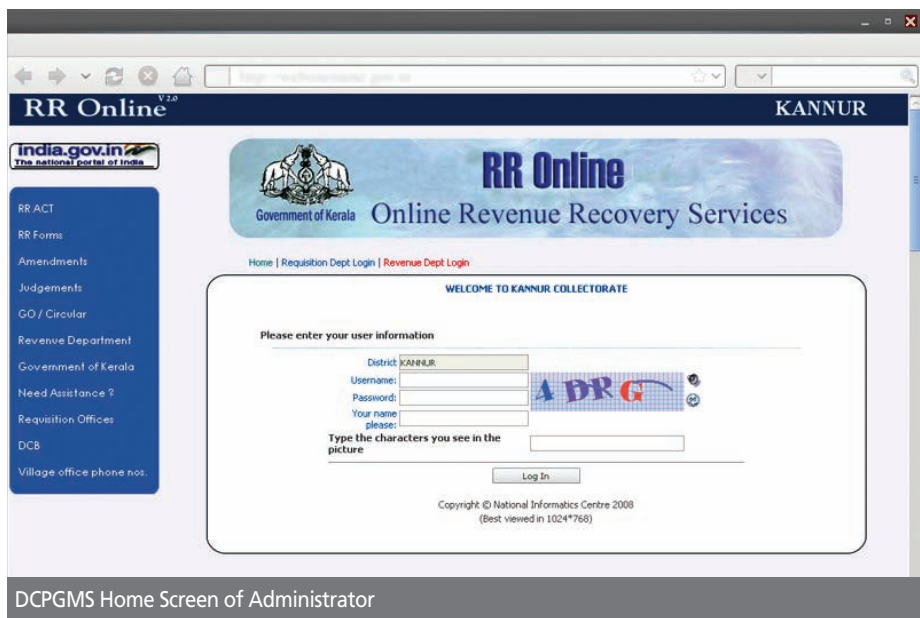 RR Online V 2.0
KANNUR
india.gov.in
The national portal of India
RR Online
Government of Kerala
Online Revenue Recovery Services
RR ACT
RR Forms
Amendments
Judgements
GO / Circular
Revenue Department
Government of Kerala
Need Assistance ?
Requisition Offices
DCB
Village office phone nos.
Home | Requisition Dept Login | Revenue Dept Login
WELCOME TO KANNUR COLLECTORATE
Please enter your user information
District KANNUR
Username:
Password:
Your name
please:
4 DRG
Type the characters you see in the
picture
Log In
Copyright © National Informatics Centre 2008
(Best viewed in 1024*768)
DCPGMS Home Screen of Administrator